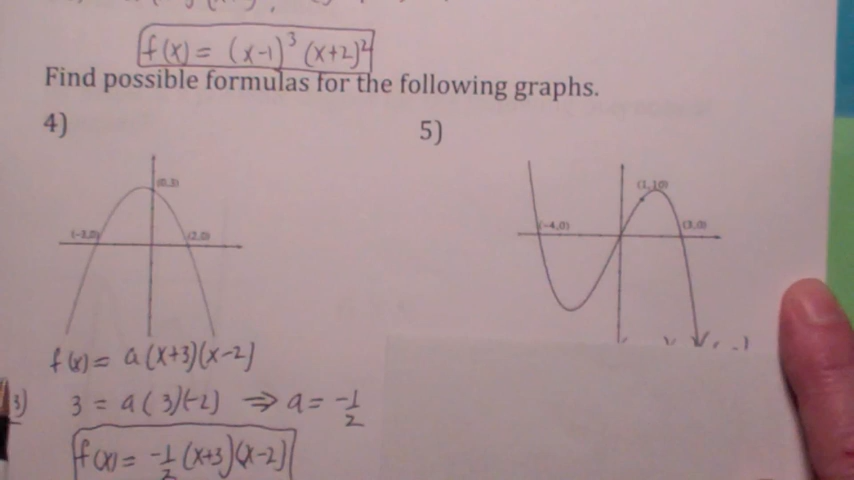 f(x) = (x-1)³ (x+2)²
Find possible formulas for the following graphs.
4)
5)
(0,3)
(-3,0)
(2,0)
(1,10)
(-4,0)
(3,0)
f(x) = a(x+3)(x-2)
3) 3 = a(3)(-2) ⇒ a = -1/2
f(x) = -1/2 (x+3)(x-2)